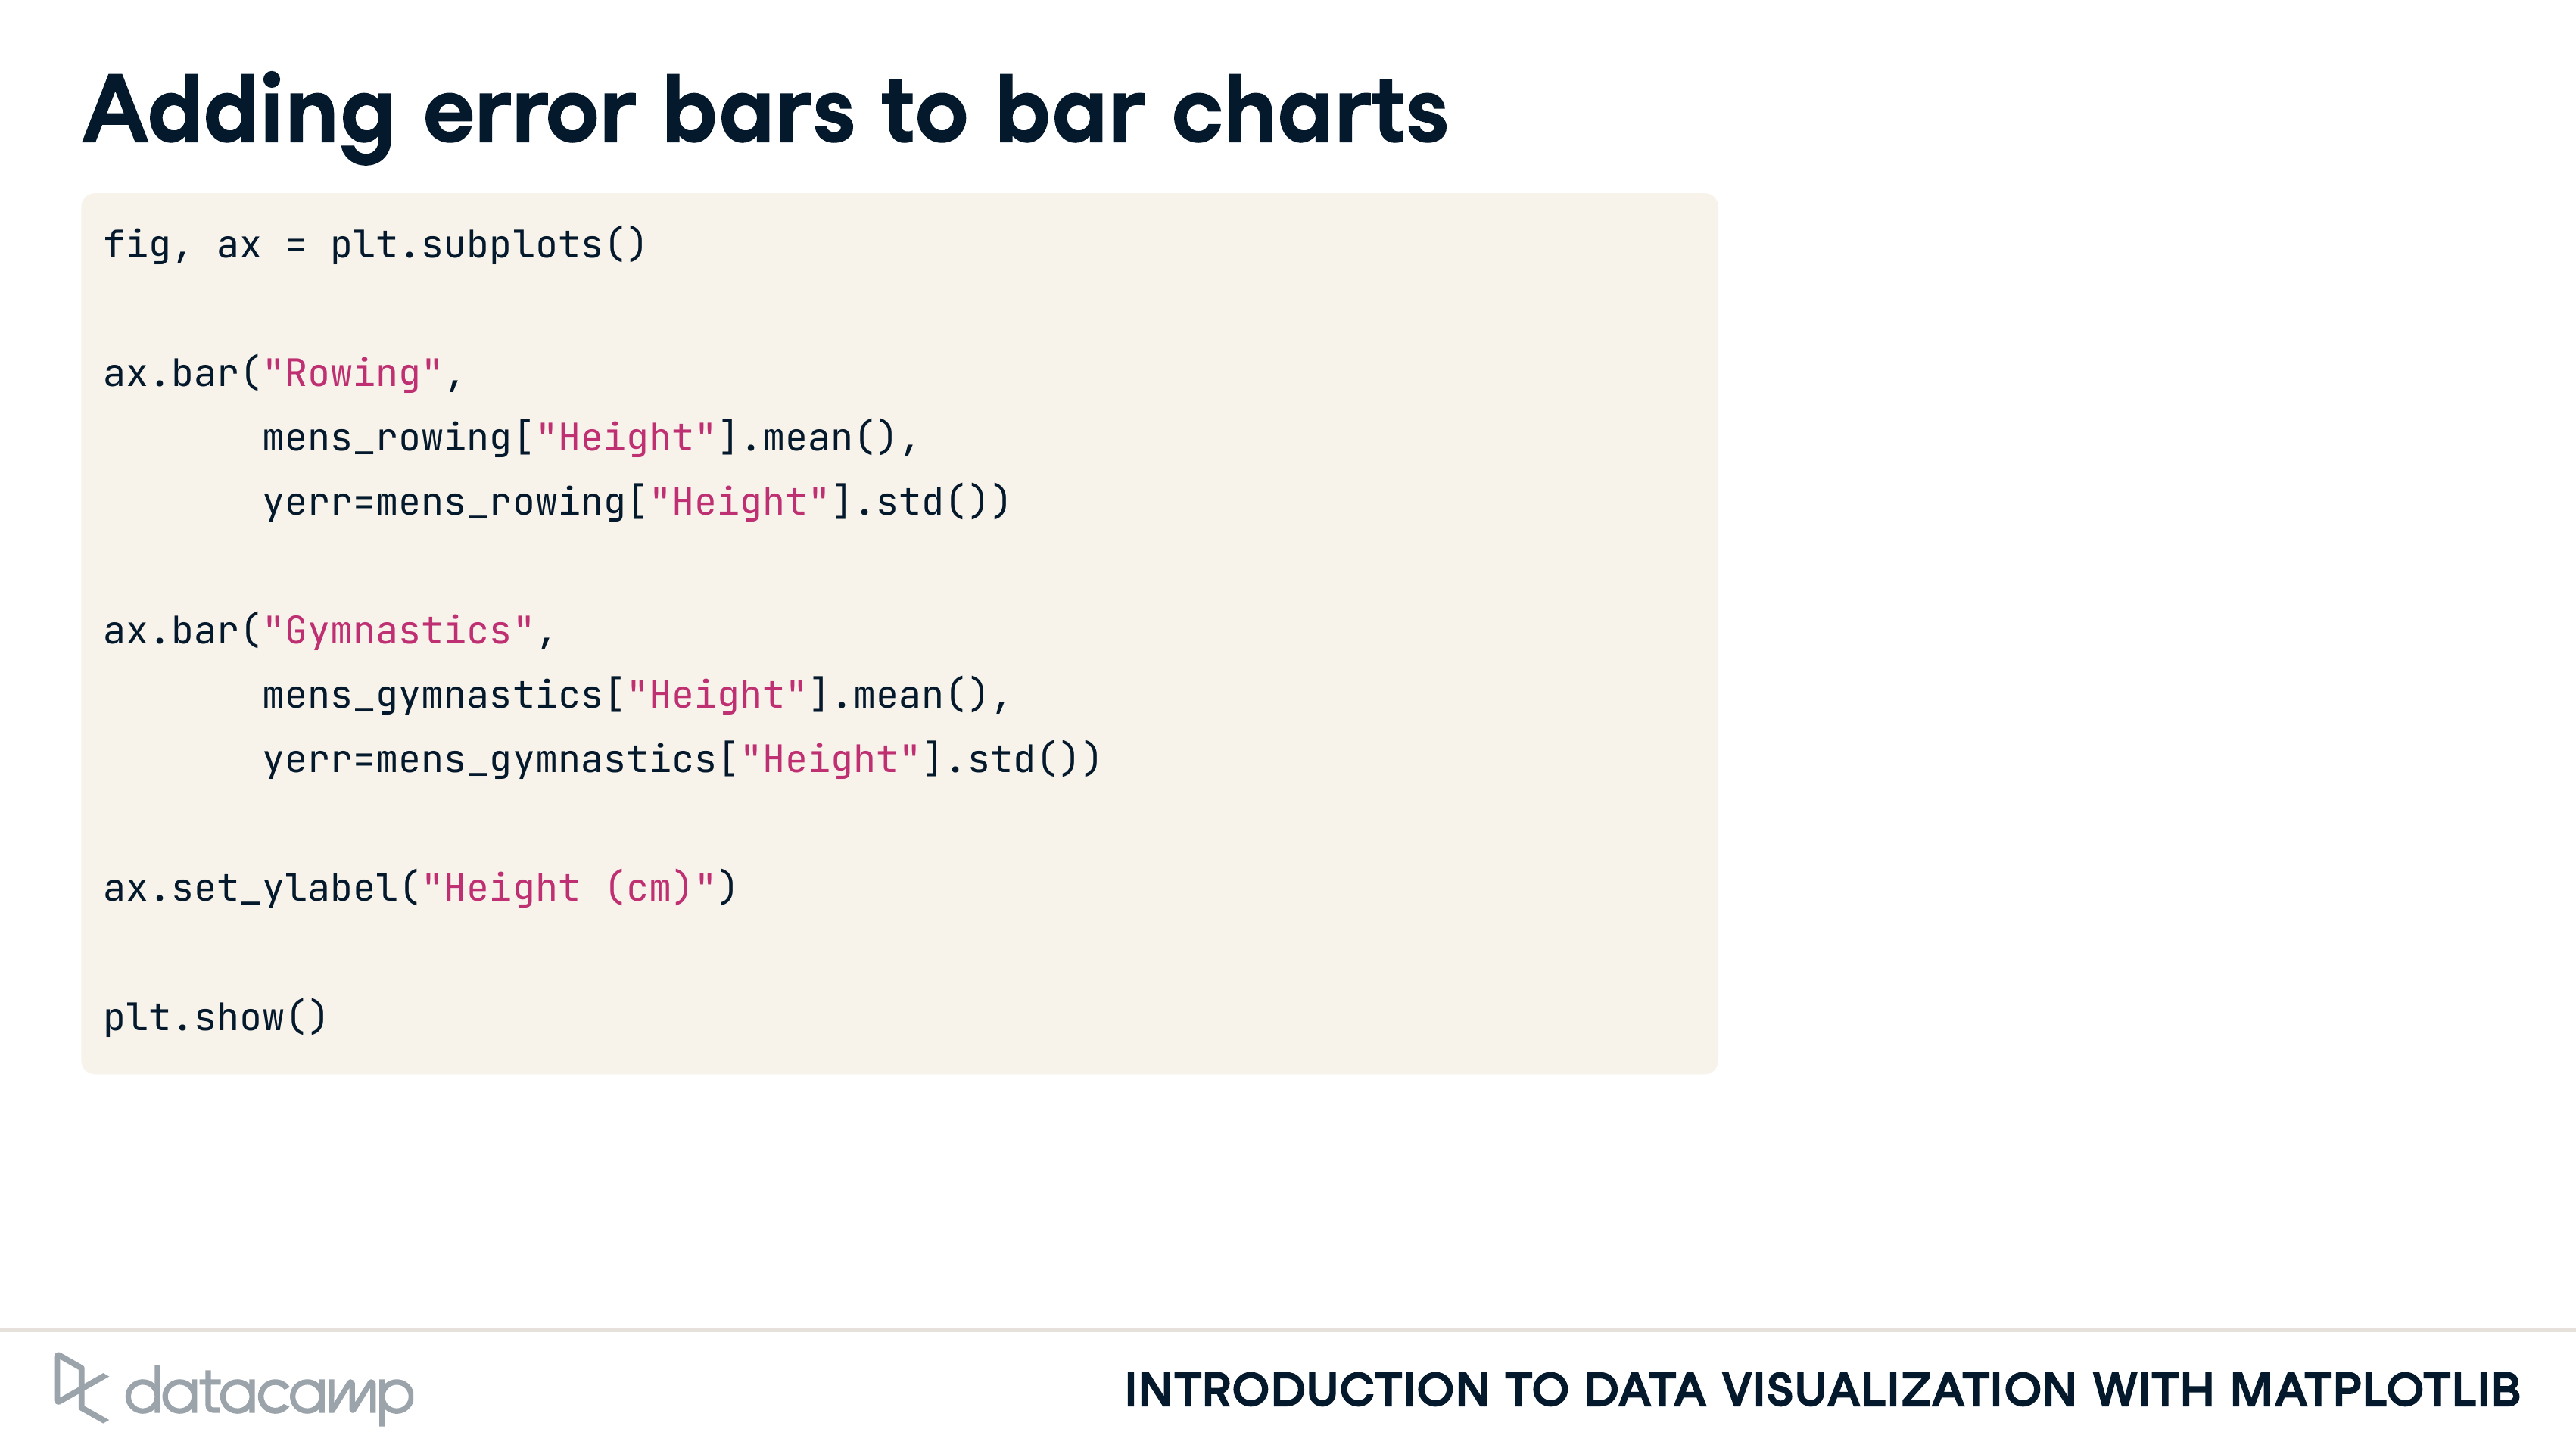 Adding error bars to bar charts
fig, ax = plt.subplots()
ax.bar("Rowing",
mens_rowing["Height"].mean(),
yerr=mens_rowing["Height"].std())
ax.bar("Gymnastics",
mens_gymnastics["Height"].mean(),
yerr=mens_gymnastics["Height"].std())
ax.set_ylabel("Height (cm)")
plt.show()
datacamp
INTRODUCTION TO DATA VISUALIZATION WITH MATPLOTLIB